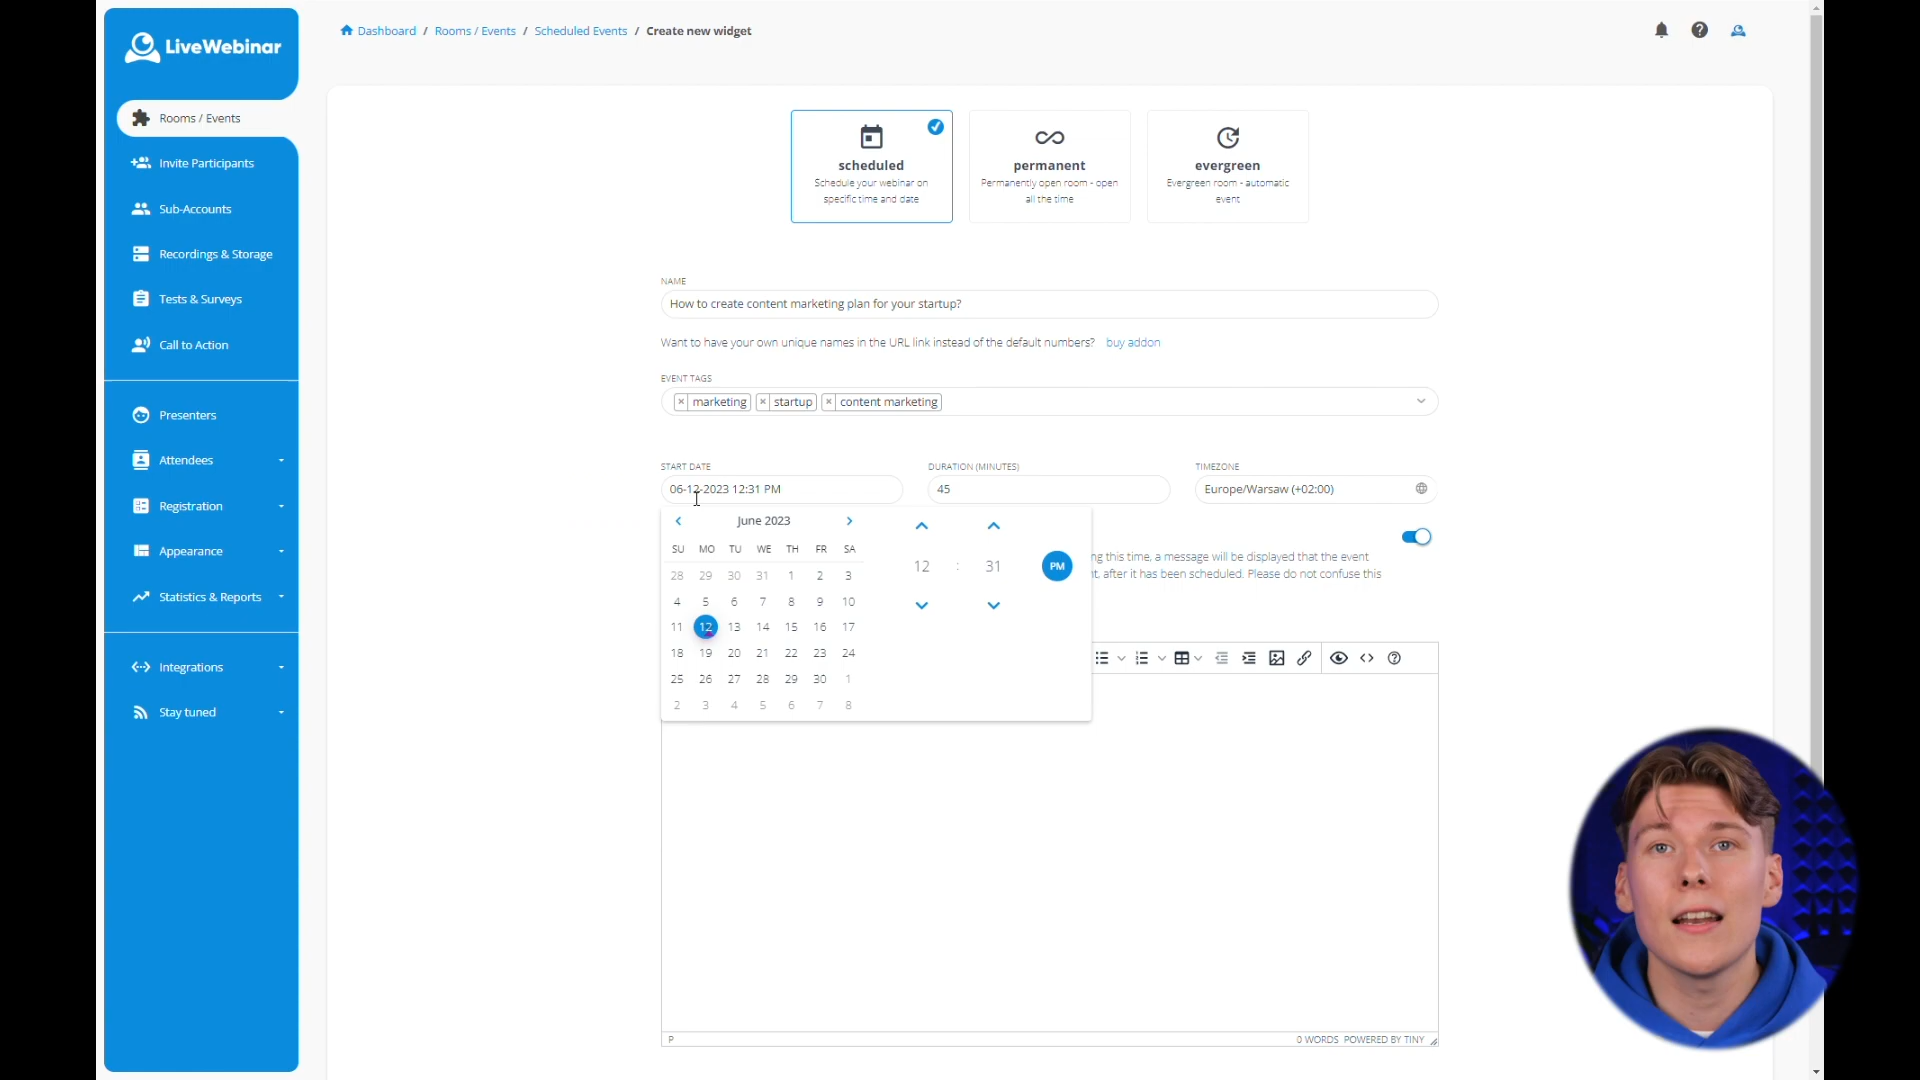 LiveWebinar
Dashboard / Rooms / Events / Scheduled Events / Create new widget
Rooms / Events
Invite Participants
Sub-Accounts
Recordings & Storage
Tests & Surveys
Call to Action
Presenters
Attendees
Registration
Appearance
Statistics & Reports
Integrations
Stay tuned
scheduled
Schedule your webinar on
specific time and date
permanent
Permanently open room - open
all the time
evergreen
Evergreen room - automatic
event
NAME
How to create content marketing plan for your startup?
Want to have your own unique names in the URL link instead of the default numbers? buy addon
EVENT TAGS
× marketing × startup × content marketing
START DATE
06-12-2023 12:31 PM
DURATION (MINUTES)
45
TIMEZONE
Europe/Warsaw (+02:00)
June 2023
SU MO TU WE TH FR SA
28 29 30 31 1 2 3
4 5 6 7 8 9 10
11 12 13 14 15 16 17
18 19 20 21 22 23 24
25 26 27 28 29 30 1
2 3 4 5 6 7 8
12 : 31 PM
ng this time, a message will be displayed that the event
t, after it has been scheduled. Please do not confuse this
P
0 WORDS POWERED BY TINY